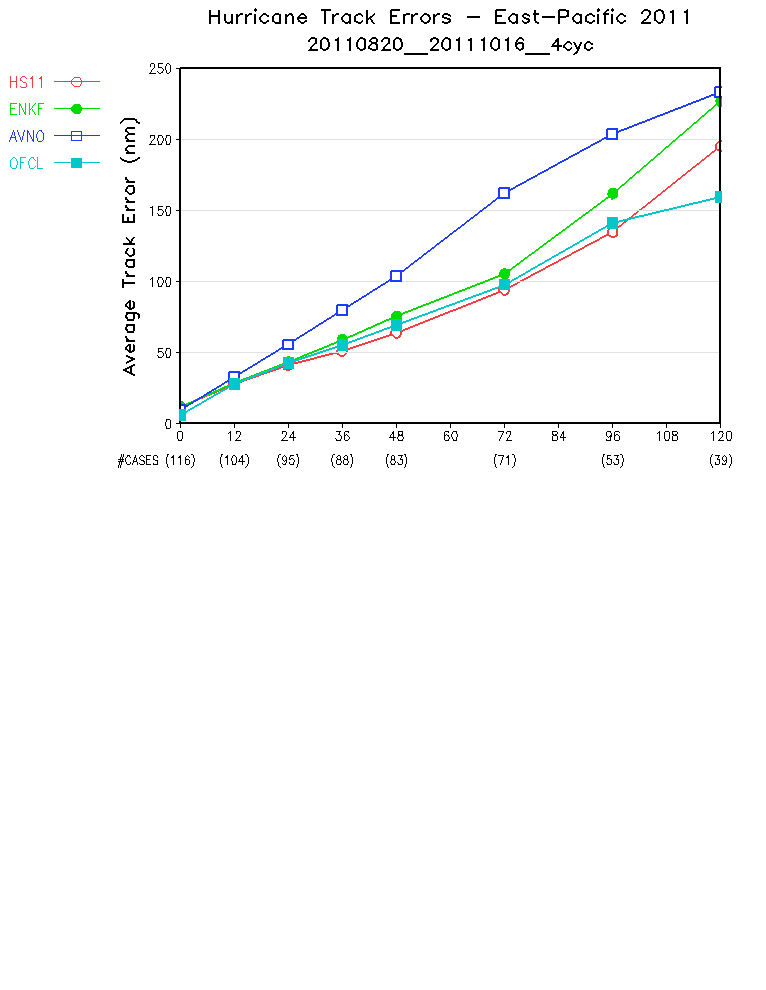 Hurricane Track Errors - East-Pacific 2011
20110820__20111016__4cyc
HS11
ENKF
AVNO
OFCL
Average Track Error (nm)
250
200
150
100
50
0
0 12 24 36 48 60 72 84 96 108 120
#CASES (116) (104) (95) (88) (83) (71) (53) (39)